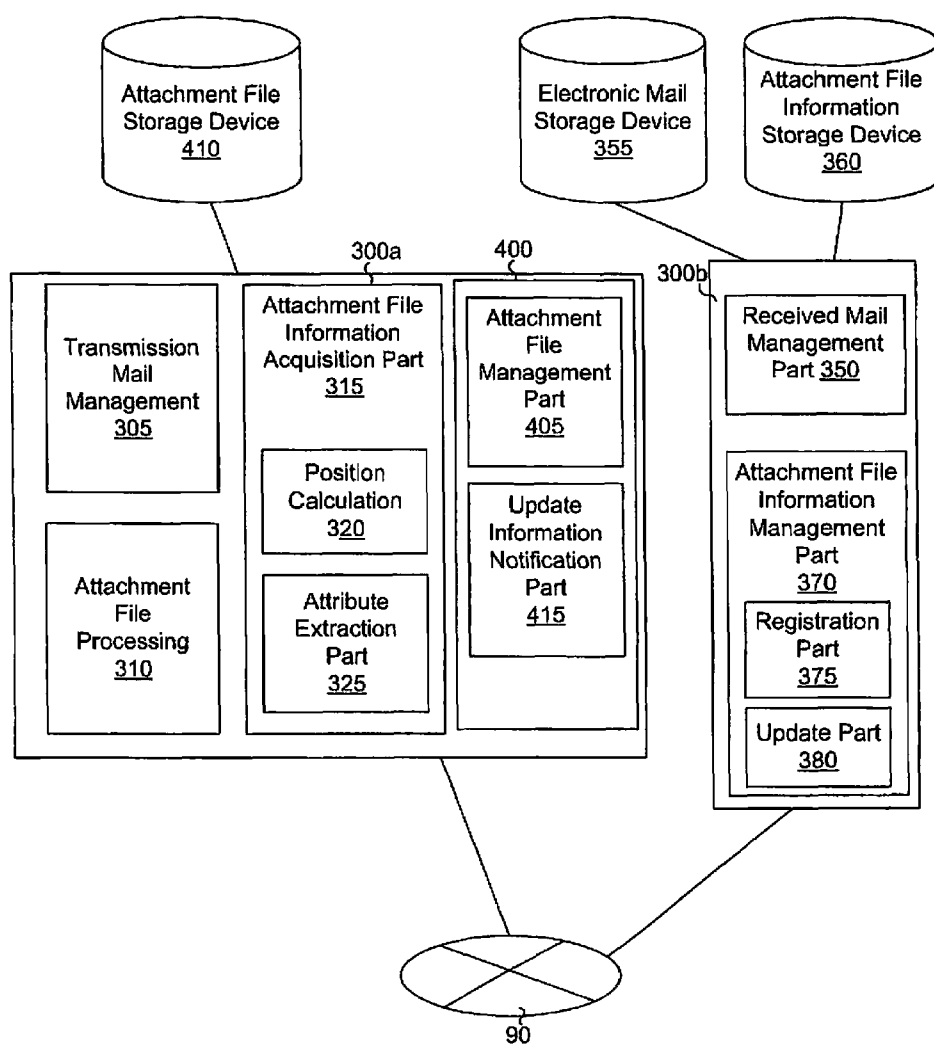 Attachment File
Storage Device
410
Electronic Mail
Storage Device
355
Attachment File
Information
Storage Device
360
300a
400
300b
Transmission
Mail
Management
305
Attachment
File
Processing
310
Attachment File
Information
Acquisition Part
315
Position
Calculation
320
Attribute
Extraction
Part
325
Attachment
File
Management
Part
405
Update
Information
Notification
Part
415
Received Mail
Management
Part 350
Attachment File
Information
Management
Part
370
Registration
Part
375
Update Part
380
90